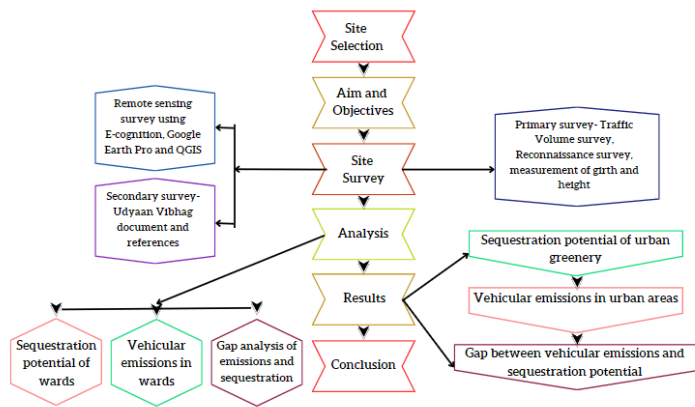 Site
Selection
Aim and
Objectives
Remote sensing
survey using
E-cognition, Google
Earth Pro and QGIS
Primary survey- Traffic
Volume survey,
Reconnaissance survey,
measurement of girth and
height
Site
Survey
Secondary survey-
Udyaan Vibhag
document and
references
Analysis
Sequestration potential of urban
greenery
Results
Vehicular emissions in urban areas
Sequestration
potential of
wards
Vehicular
emissions in
wards
Gap analysis of
emissions and
sequestration
Conclusion
Gap between vehicular emissions and
sequestration potential